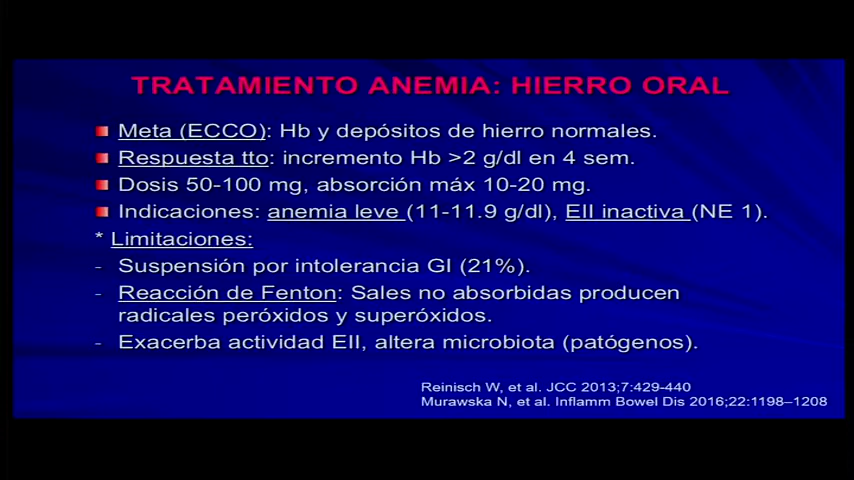 TRATAMIENTO ANEMIA: HIERRO ORAL
Meta (ECCO): Hb y depósitos de hierro normales.
Respuesta tto: incremento Hb >2 g/dl en 4 sem.
Dosis 50-100 mg, absorción máx 10-20 mg.
Indicaciones: anemia leve (11-11.9 g/dl), EII inactiva (NE 1).
* Limitaciones:
- Suspensión por intolerancia GI (21%).
- Reacción de Fenton: Sales no absorbidas producen
radicales peróxidos y superóxidos.
- Exacerba actividad EII, altera microbiota (patógenos).
Reinisch W, et al. JCC 2013;7:429-440
Murawska N, et al. Inflamm Bowel Dis 2016;22:1198–1208